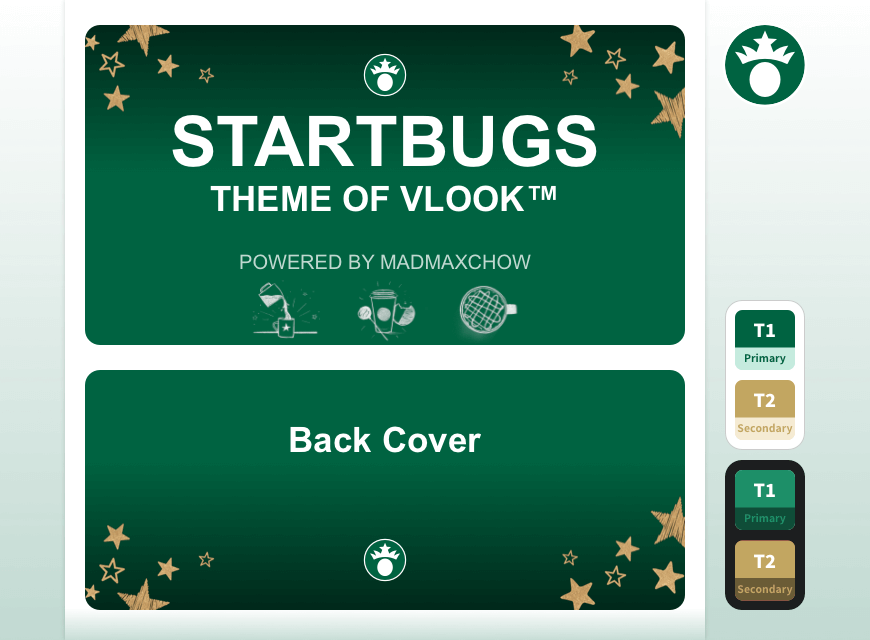 STARTBUGS
THEME OF VLOOK™
POWERED BY MADMAXCHOW
Back Cover
T1
Primary
T2
Secondary
T1
Primary
T2
Secondary